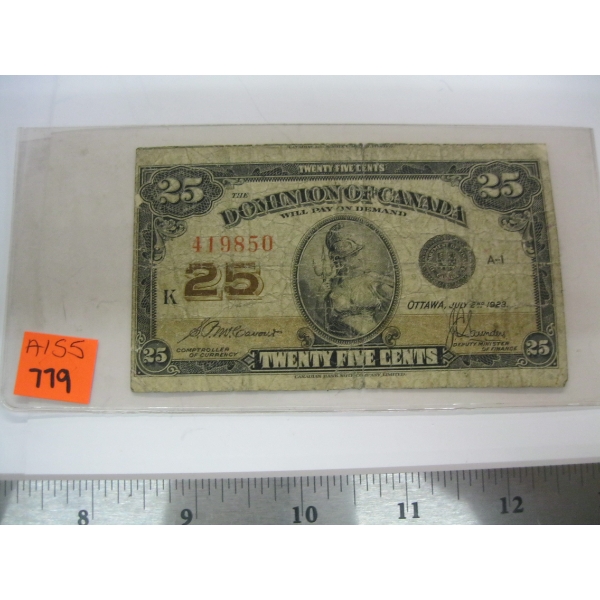 TWENTY FIVE CENTS
25 25
THE
DOMINION OF CANADA
WILL PAY ON DEMAND
419850
K 25
A-1
OTTAWA, JULY 2ND 1923.
COMPTROLLER
OF CURRENCY
DEPUTY MINISTER
OF FINANCE
25 TWENTY FIVE CENTS 25
A155
779
8 9 10 11 12